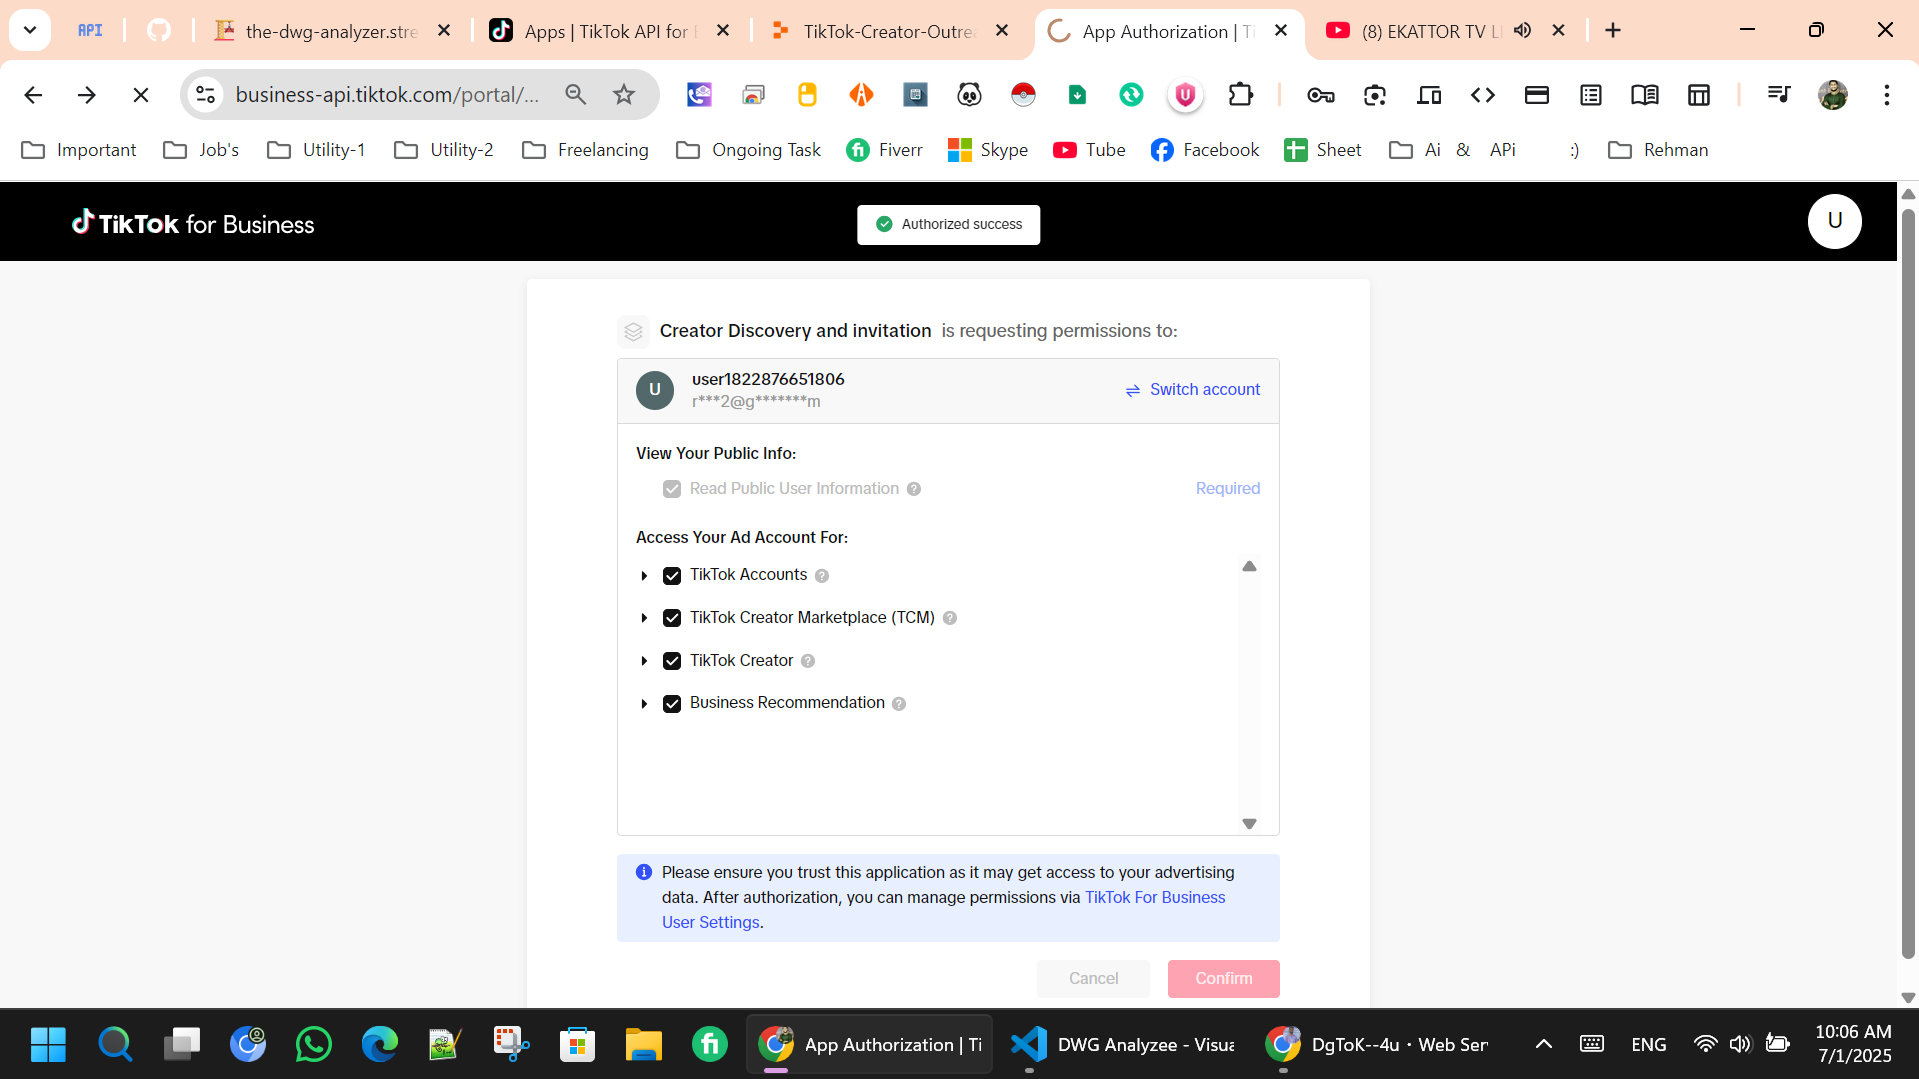 API
the-dwg-analyzer.stre
Apps | TikTok API for
TikTok-Creator-Outre
App Authorization | Ti
(8) EKATTOR TV L
business-api.tiktok.com/portal/...
Important
Job's
Utility-1
Utility-2
Freelancing
Ongoing Task
Fiverr
Skype
Tube
Facebook
Sheet
Ai & APi :)
Rehman
TikTok for Business
Authorized success
U
Creator Discovery and invitation is requesting permissions to:
U
user1822876651806
r***2@g*******m
Switch account
View Your Public Info:
Read Public User Information
Required
Access Your Ad Account For:
TikTok Accounts
TikTok Creator Marketplace (TCM)
TikTok Creator
Business Recommendation
Please ensure you trust this application as it may get access to your advertising
data. After authorization, you can manage permissions via TikTok For Business
User Settings.
Cancel
Confirm
App Authorization | Ti
DWG Analyzee - Visua
DgToK--4u · Web Ser
ENG
10:06 AM
7/1/2025